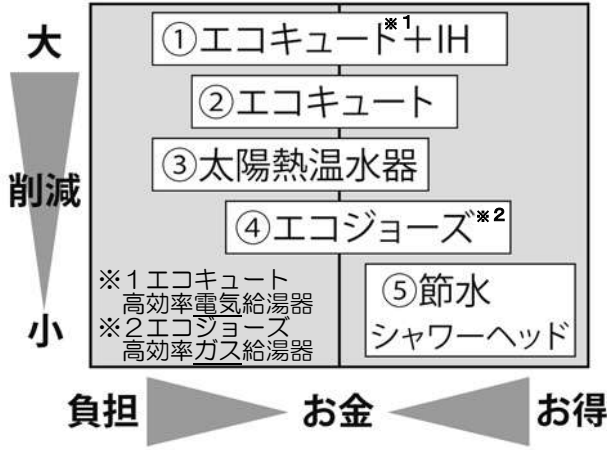 大
削減
小
①エコキュート※1＋IH
②エコキュート
③太陽熱温水器
④エコジョーズ※2
⑤節水
シャワーヘッド
※１エコキュート
高効率電気給湯器
※２エコジョーズ
高効率ガス給湯器
負担 お金 お得